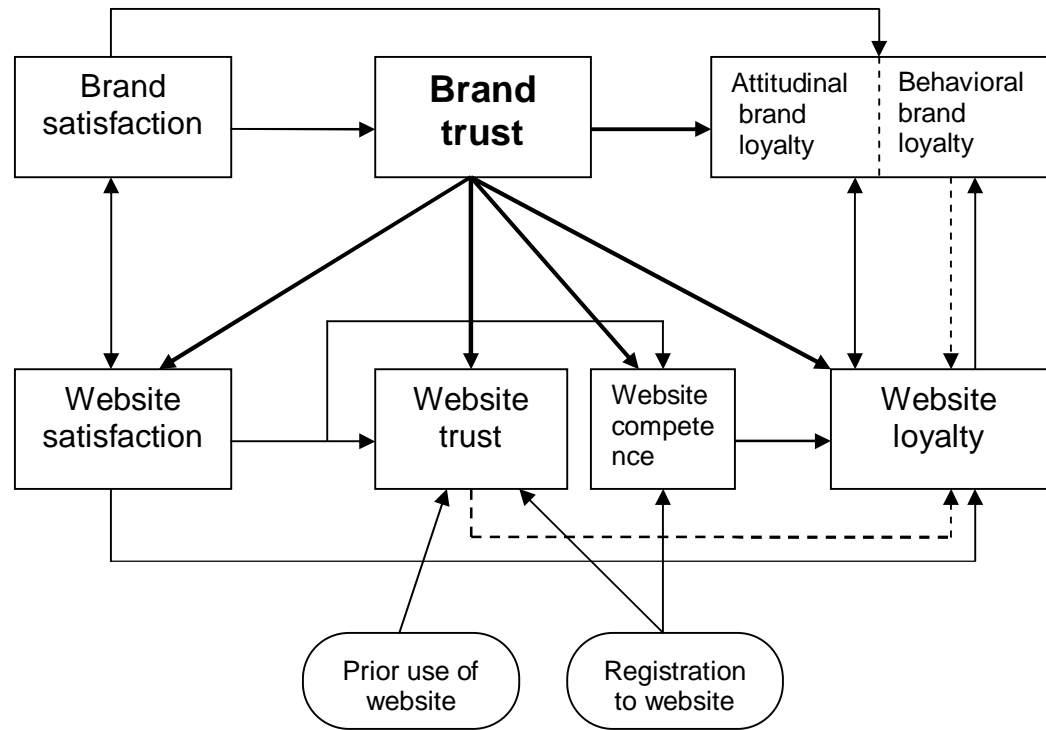 Brand
satisfaction
Brand
trust
Attitudinal
brand
loyalty
Behavioral
brand
loyalty
Website
satisfaction
Website
trust
Website
compete
nce
Website
loyalty
Prior use of
website
Registration
to website